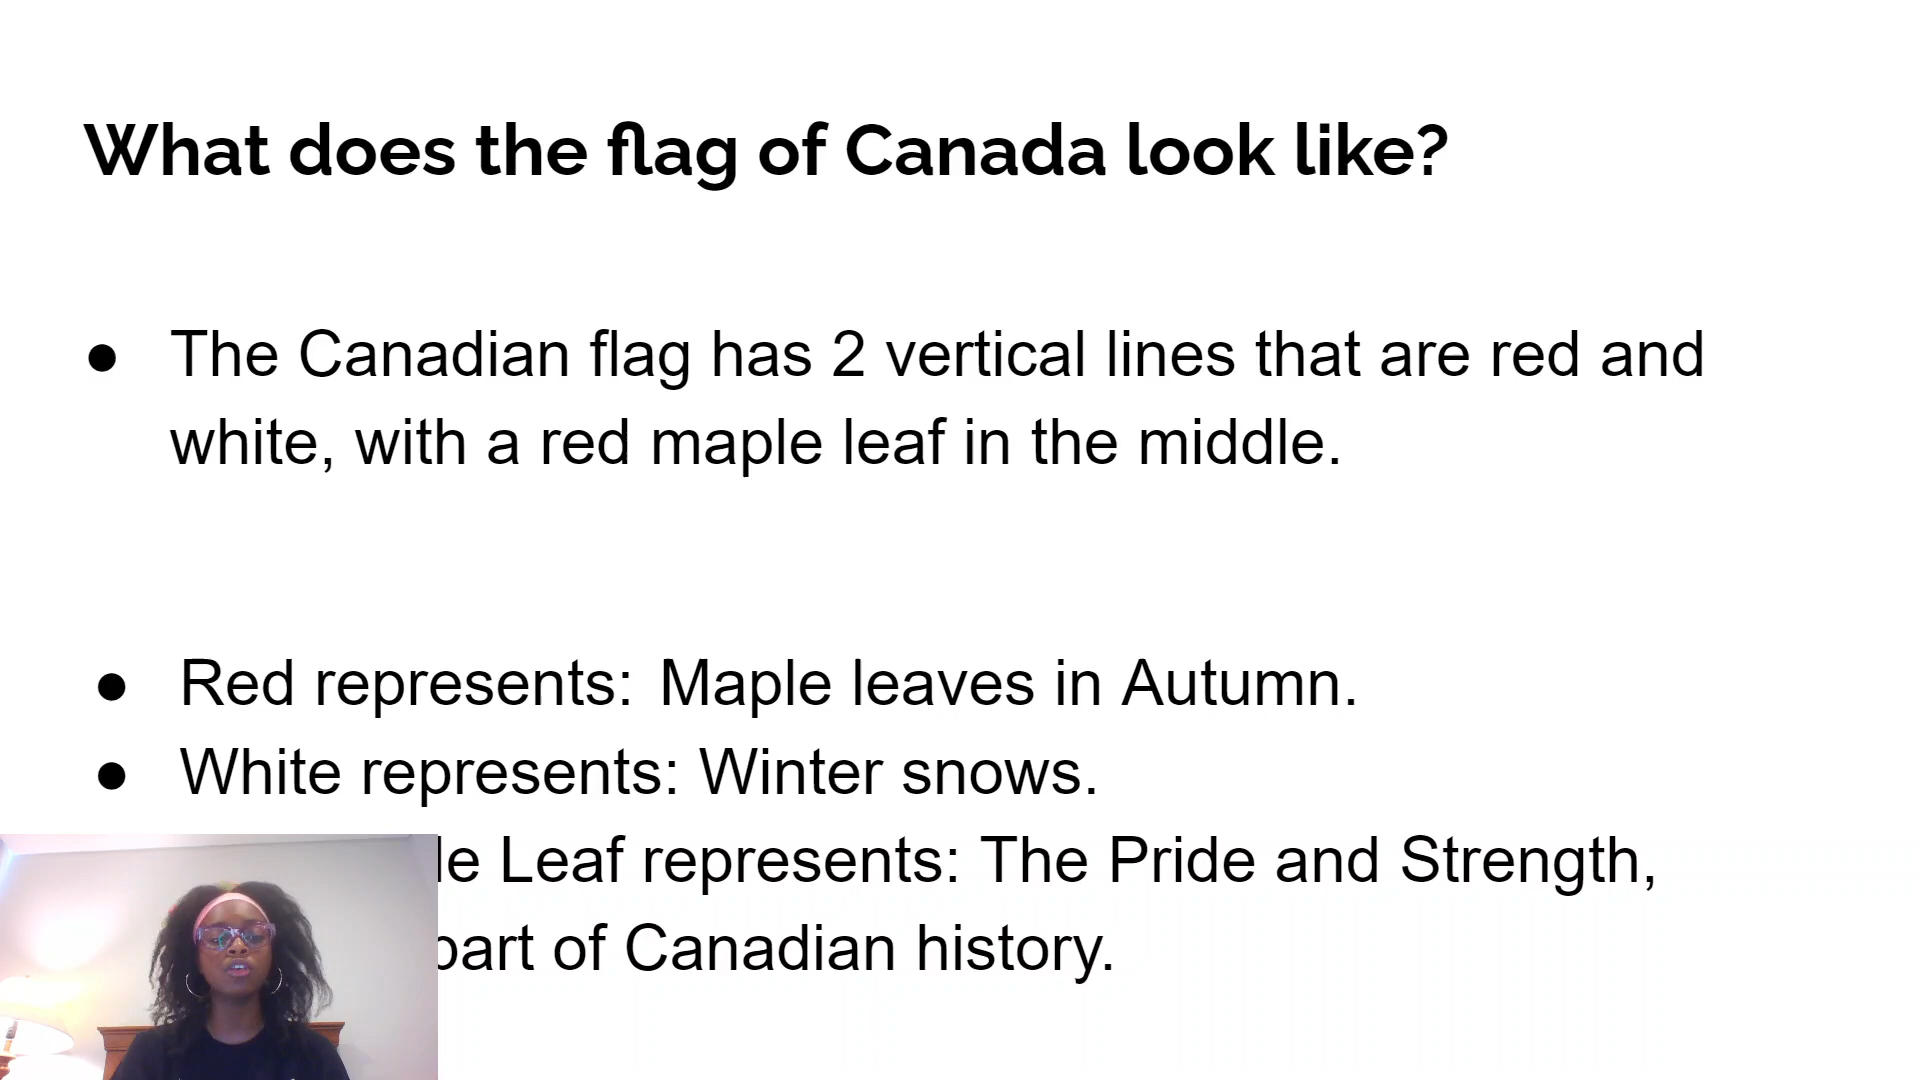 What does the flag of Canada look like?
● The Canadian flag has 2 vertical lines that are red and
white, with a red maple leaf in the middle.
● Red represents: Maple leaves in Autumn.
● White represents: Winter snows.
Leaf represents: The Pride and Strength,
part of Canadian history.